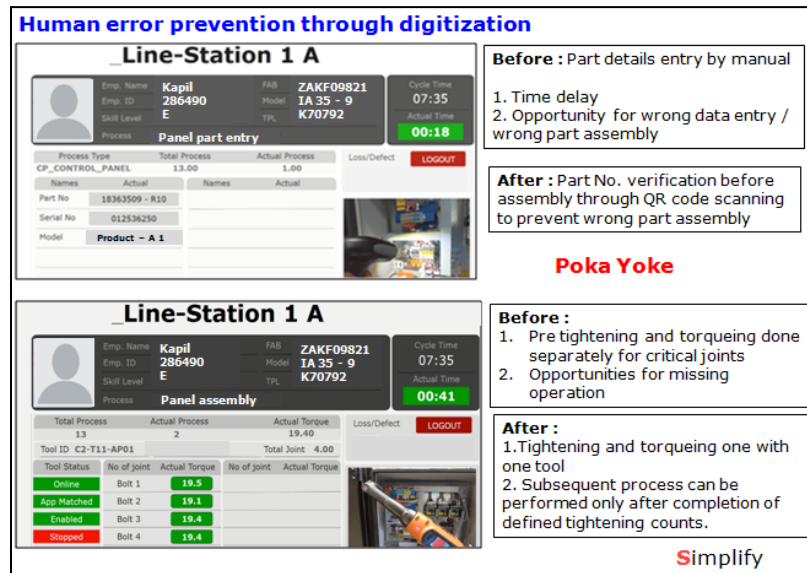 Human error prevention through digitization
_Line-Station 1 A
Emp. Name Kapil FAB ZAKF09821
Emp. ID 286490 Model IA 35 - 9
Skill Level E TPL K70792
Process Panel part entry
Cycle Time
07:35
Actual Time
00:18
Process Type Total Process Actual Process
CP_CONTROL_PANEL 13.00 1.00
Loss/Defect LOGOUT
Names Actual Names Actual
Part No 18363509 - R10
Serial No 012536250
Model Product – A 1
Before : Part details entry by manual
1. Time delay
2. Opportunity for wrong data entry /
wrong part assembly
After : Part No. verification before
assembly through QR code scanning
to prevent wrong part assembly
Poka Yoke
_Line-Station 1 A
Emp. Name Kapil FAB ZAKF09821
Emp. ID 286490 Model IA 35 - 9
Skill Level E TPL K70792
Process Panel assembly
Cycle Time
07:35
Actual Time
00:41
Total Process Actual Process Actual Torque
13 2 19.40
Loss/Defect LOGOUT
Tool ID C2-T11-AP01 Total Joint 4.00
Tool Status No of joint Actual Torque No of joint Actual Torque
Online Bolt 1 19.5
App Matched Bolt 2 19.1
Enabled Bolt 3 19.4
Stopped Bolt 4 19.4
Before :
1. Pre tightening and torqueing done
separately for critical joints
2. Opportunities for missing
operation
After :
1.Tightening and torqueing one with
one tool
2. Subsequent process can be
performed only after completion of
defined tightening counts.
Simplify